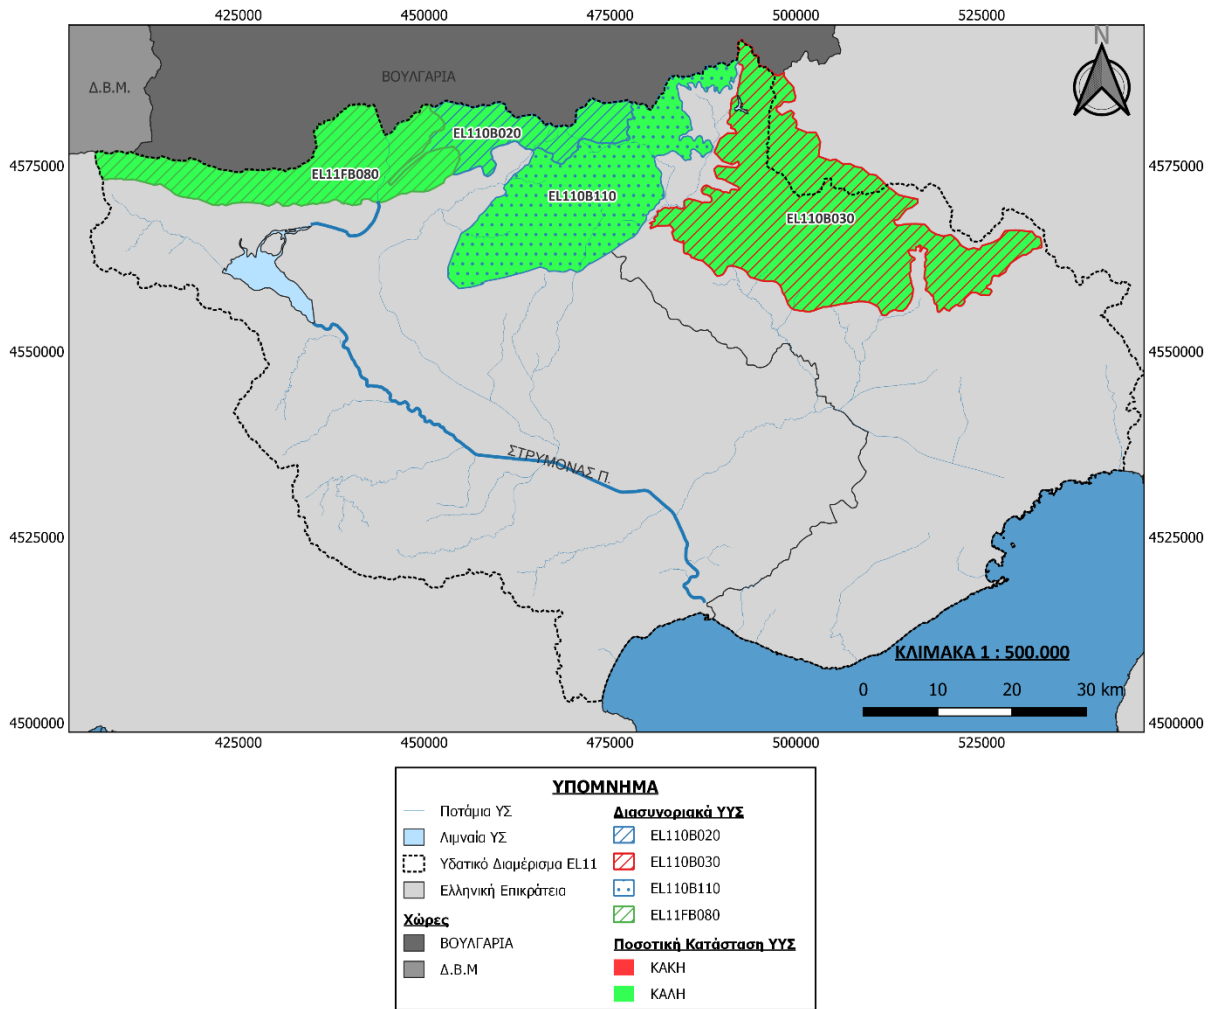 425000 450000 475000 500000 525000
N
Δ.Β.Μ.
ΒΟΥΛΓΑΡΙΑ
EL110B020
4575000 4575000
EL11FB080
EL110B110
EL110B030
4550000 4550000
ΣΤΡΥΜΟΝΑΣ Π.
4525000 4525000
ΚΛΙΜΑΚΑ 1 : 500.000
0 10 20 30 km
4500000 4500000
425000 450000 475000 500000 525000
ΥΠΟΜΝΗΜΑ
Ποτάμια ΥΣ
Λιμναία ΥΣ
Υδατικό Διαμέρισμα EL11
Ελληνική Επικράτεια
Χώρες
ΒΟΥΛΓΑΡΙΑ
Δ.Β.Μ
Διασυνοριακά ΥΥΣ
EL110B020
EL110B030
EL110B110
EL11FB080
Ποσοτική Κατάσταση ΥΥΣ
ΚΑΚΗ
ΚΑΛΗ